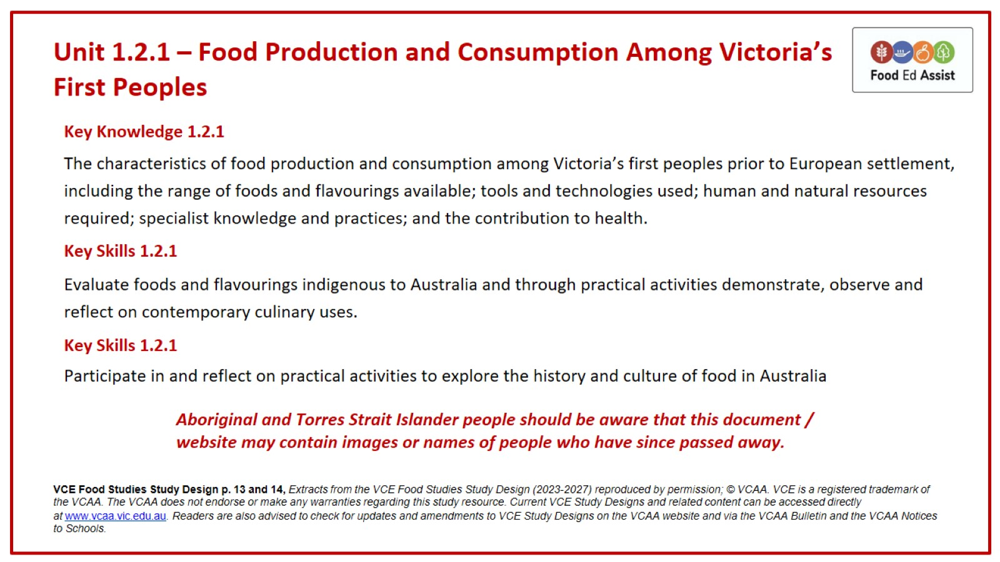 Unit 1.2.1 – Food Production and Consumption Among Victoria’s
First Peoples
Food Ed Assist
Key Knowledge 1.2.1
The characteristics of food production and consumption among Victoria’s first peoples prior to European settlement,
including the range of foods and flavourings available; tools and technologies used; human and natural resources
required; specialist knowledge and practices; and the contribution to health.
Key Skills 1.2.1
Evaluate foods and flavourings indigenous to Australia and through practical activities demonstrate, observe and
reflect on contemporary culinary uses.
Key Skills 1.2.1
Participate in and reflect on practical activities to explore the history and culture of food in Australia
Aboriginal and Torres Strait Islander people should be aware that this document /
website may contain images or names of people who have since passed away.
VCE Food Studies Study Design p. 13 and 14, Extracts from the VCE Food Studies Study Design (2023-2027) reproduced by permission; © VCAA. VCE is a registered trademark of
the VCAA. The VCAA does not endorse or make any warranties regarding this study resource. Current VCE Study Designs and related content can be accessed directly
at www.vcaa.vic.edu.au. Readers are also advised to check for updates and amendments to VCE Study Designs on the VCAA website and via the VCAA Bulletin and the VCAA Notices
to Schools.